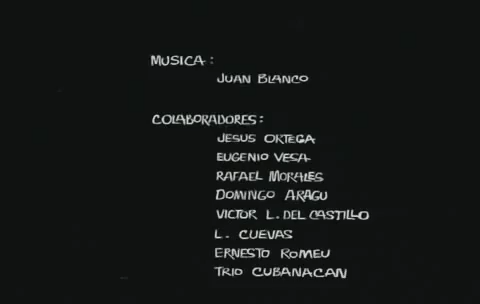 MUSICA:
JUAN BLANCO
COLABORADORES:
JESUS ORTEGA
EUGENIO VESA
RAFAEL MORALES
DOMINGO ARAGU
VICTOR L. DEL CASTILLO
L. CUEVAS
ERNESTO ROMEU
TRIO CUBANACAN